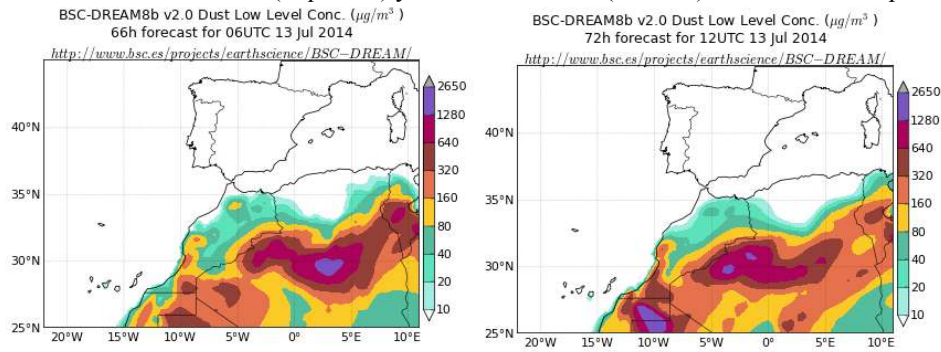 BSC-DREAM8b v2.0 Dust Low Level Conc. (μg/m³ )
66h forecast for 06UTC 13 Jul 2014
http://www.bsc.es/projects/earthscience/BSC−DREAM/
40°N
35°N
30°N
25°N
20°W 15°W 10°W 5°W 0°E 5°E 10°E
2650
1280
640
320
160
80
40
20
10
BSC-DREAM8b v2.0 Dust Low Level Conc. (μg/m³ )
72h forecast for 12UTC 13 Jul 2014
http://www.bsc.es/projects/earthscience/BSC−DREAM/
40°N
35°N
30°N
25°N
20°W 15°W 10°W 5°W 0°E 5°E 10°E
2650
1280
640
320
160
80
40
20
10